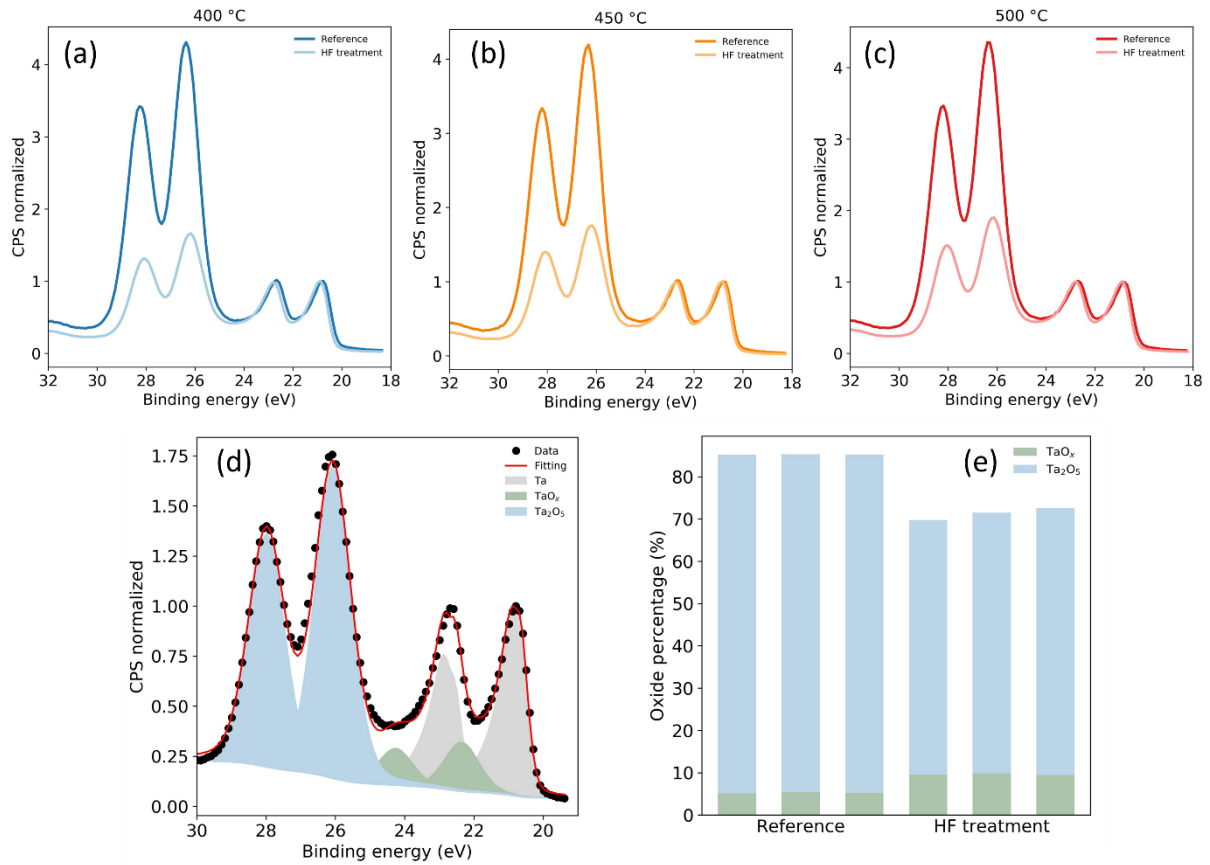 400 °C
(a)
Reference
HF treatment
CPS normalized
4
3
2
1
0
32 30 28 26 24 22 20 18
Binding energy (eV)
450 °C
(b)
Reference
HF treatment
CPS normalized
4
3
2
1
0
32 30 28 26 24 22 20 18
Binding energy (eV)
500 °C
(c)
Reference
HF treatment
CPS normalized
4
3
2
1
0
32 30 28 26 24 22 20 18
Binding energy (eV)
(d)
Data
Fitting
Ta
TaOₓ
Ta₂O₅
CPS normalized
1.75
1.50
1.25
1.00
0.75
0.50
0.25
0.00
30 28 26 24 22 20
Binding energy (eV)
(e)
TaOₓ
Ta₂O₅
Oxide percentage (%)
80
70
60
50
40
30
20
10
0
Reference HF treatment